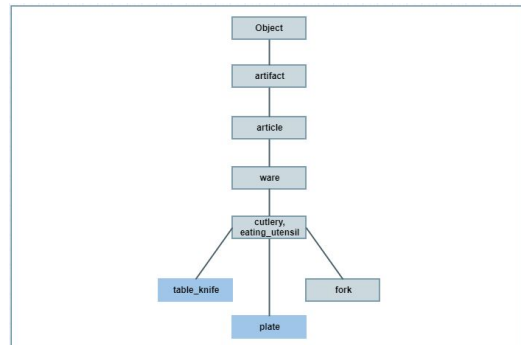 Object
artifact
article
ware
cutlery,
eating_utensil
table_knife
fork
plate